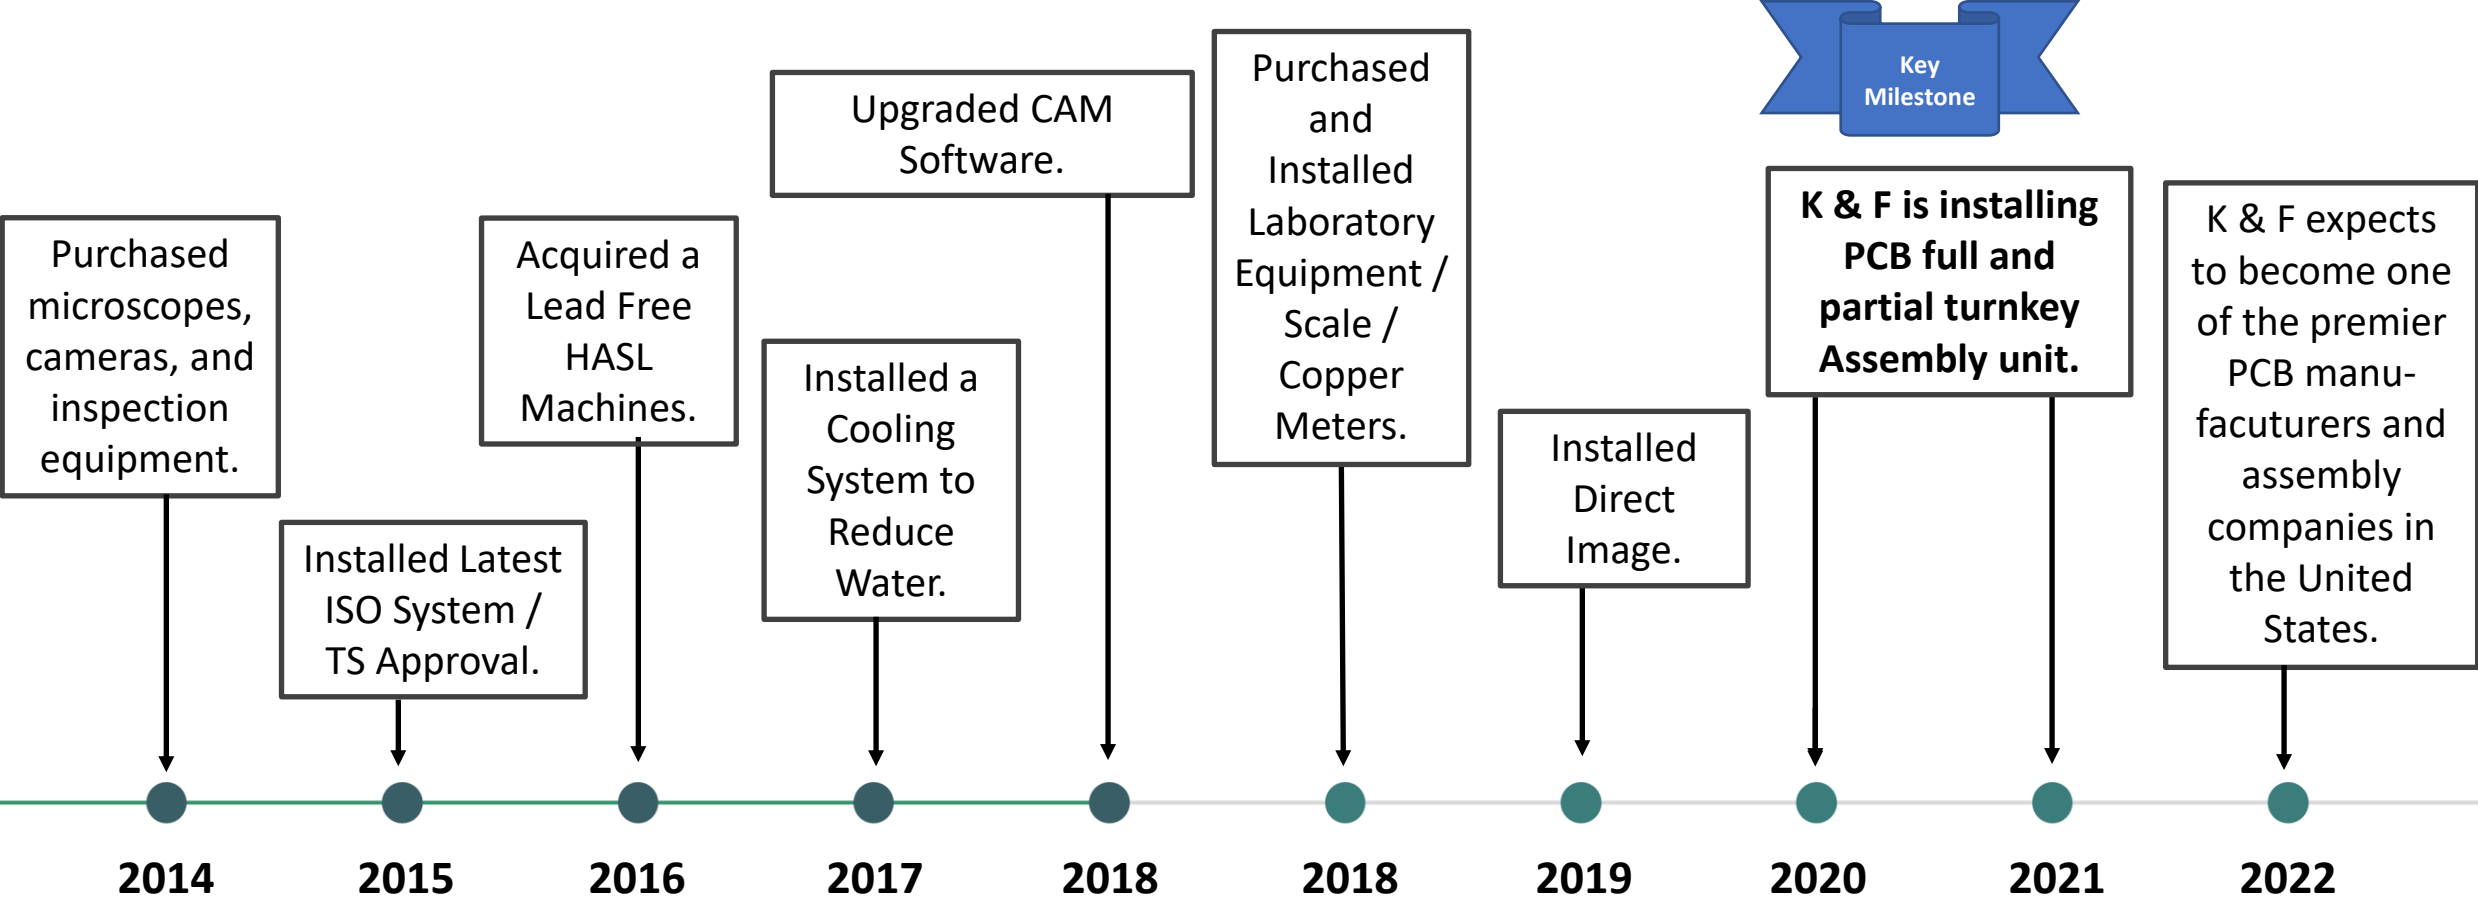 Key
Milestone
Purchased
microscopes,
cameras, and
inspection
equipment.
Installed Latest
ISO System /
TS Approval.
Acquired a
Lead Free
HASL
Machines.
Installed a
Cooling
System to
Reduce
Water.
Upgraded CAM
Software.
Purchased
and
Installed
Laboratory
Equipment /
Scale /
Copper
Meters.
Installed
Direct
Image.
K & F is installing
PCB full and
partial turnkey
Assembly unit.
K & F expects
to become one
of the premier
PCB manu-
facuturers and
assembly
companies in
the United
States.
2014
2015
2016
2017
2018
2018
2019
2020
2021
2022